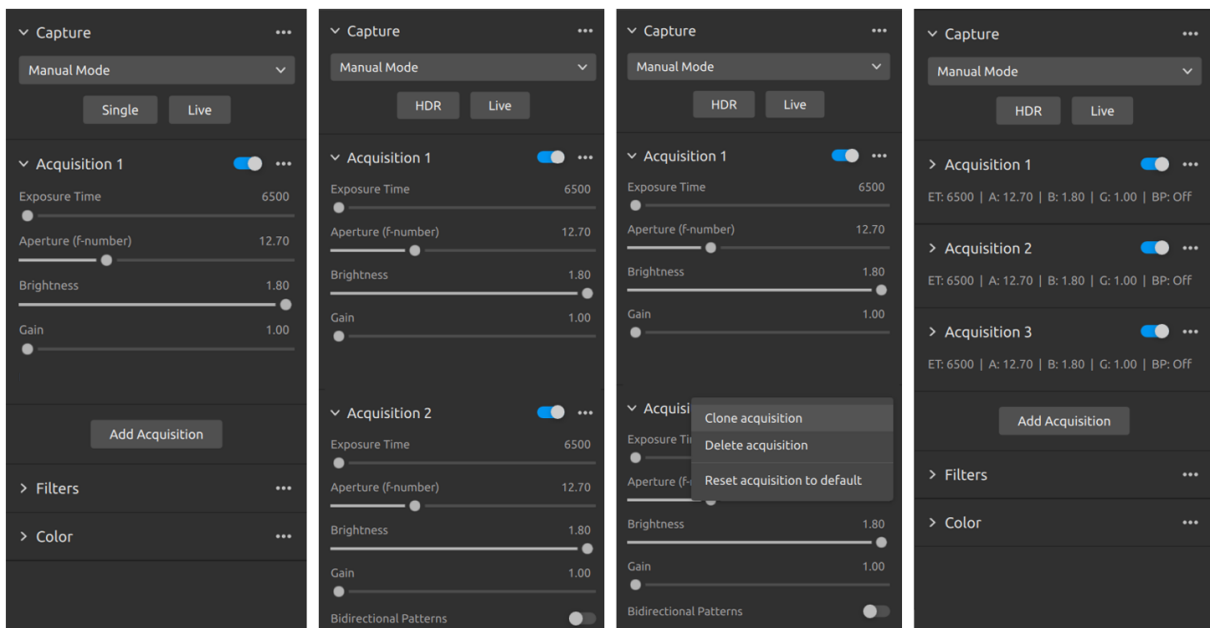 Capture •••
Manual Mode
Single Live
Acquisition 1 •••
Exposure Time 6500
Aperture (f-number) 12.70
Brightness 1.80
Gain 1.00
Add Acquisition
Filters •••
Color •••
Capture •••
Manual Mode
HDR Live
Acquisition 1 •••
Exposure Time 6500
Aperture (f-number) 12.70
Brightness 1.80
Gain 1.00
Acquisition 2 •••
Exposure Time 6500
Aperture (f-number) 12.70
Brightness 1.80
Gain 1.00
Bidirectional Patterns
Capture •••
Manual Mode
HDR Live
Acquisition 1 •••
Exposure Time 6500
Aperture (f-number) 12.70
Brightness 1.80
Gain 1.00
Acquisi
Clone acquisition
Exposure Ti
Delete acquisition
Aperture (f-
Reset acquisition to default
Brightness 1.80
Gain 1.00
Bidirectional Patterns
Capture •••
Manual Mode
HDR Live
Acquisition 1 •••
ET: 6500 | A: 12.70 | B: 1.80 | G: 1.00 | BP: Off
Acquisition 2 •••
ET: 6500 | A: 12.70 | B: 1.80 | G: 1.00 | BP: Off
Acquisition 3 •••
ET: 6500 | A: 12.70 | B: 1.80 | G: 1.00 | BP: Off
Add Acquisition
Filters •••
Color •••